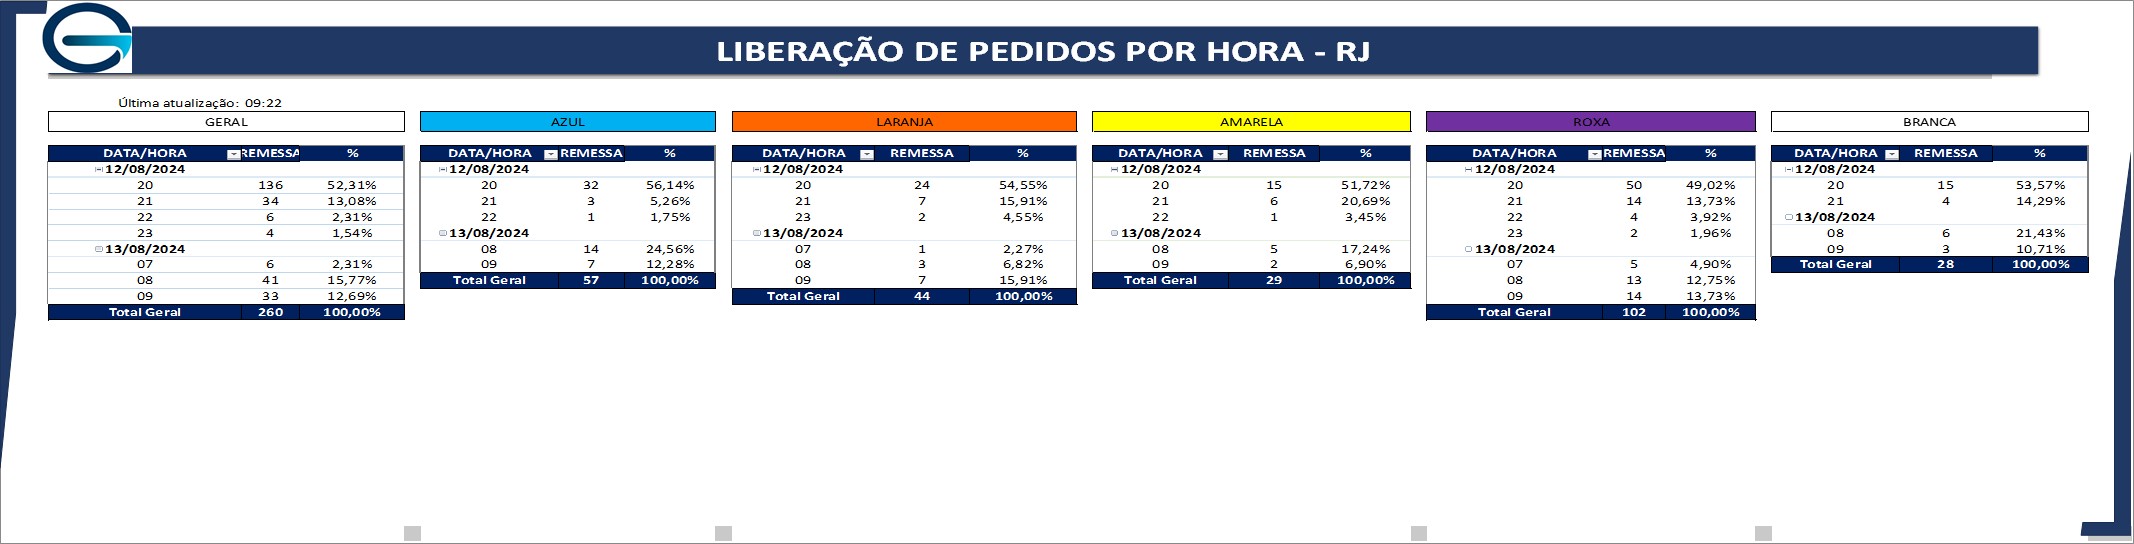 LIBERAÇÃO DE PEDIDOS POR HORA - RJ
Última atualização: 09:22
GERAL
DATA/HORA REMESSA %
12/08/2024
20 136 52,31%
21 34 13,08%
22 6 2,31%
23 4 1,54%
13/08/2024
07 6 2,31%
08 41 15,77%
09 33 12,69%
Total Geral 260 100,00%
AZUL
DATA/HORA REMESSA %
12/08/2024
20 32 56,14%
21 3 5,26%
22 1 1,75%
13/08/2024
08 14 24,56%
09 7 12,28%
Total Geral 57 100,00%
LARANJA
DATA/HORA REMESSA %
12/08/2024
20 24 54,55%
21 7 15,91%
23 2 4,55%
13/08/2024
07 1 2,27%
08 3 6,82%
09 7 15,91%
Total Geral 44 100,00%
AMARELA
DATA/HORA REMESSA %
12/08/2024
20 15 51,72%
21 6 20,69%
22 1 3,45%
13/08/2024
08 5 17,24%
09 2 6,90%
Total Geral 29 100,00%
ROXA
DATA/HORA REMESSA %
12/08/2024
20 50 49,02%
21 14 13,73%
22 4 3,92%
23 2 1,96%
13/08/2024
07 5 4,90%
08 13 12,75%
09 14 13,73%
Total Geral 102 100,00%
BRANCA
DATA/HORA REMESSA %
12/08/2024
20 15 53,57%
21 4 14,29%
13/08/2024
08 6 21,43%
09 3 10,71%
Total Geral 28 100,00%